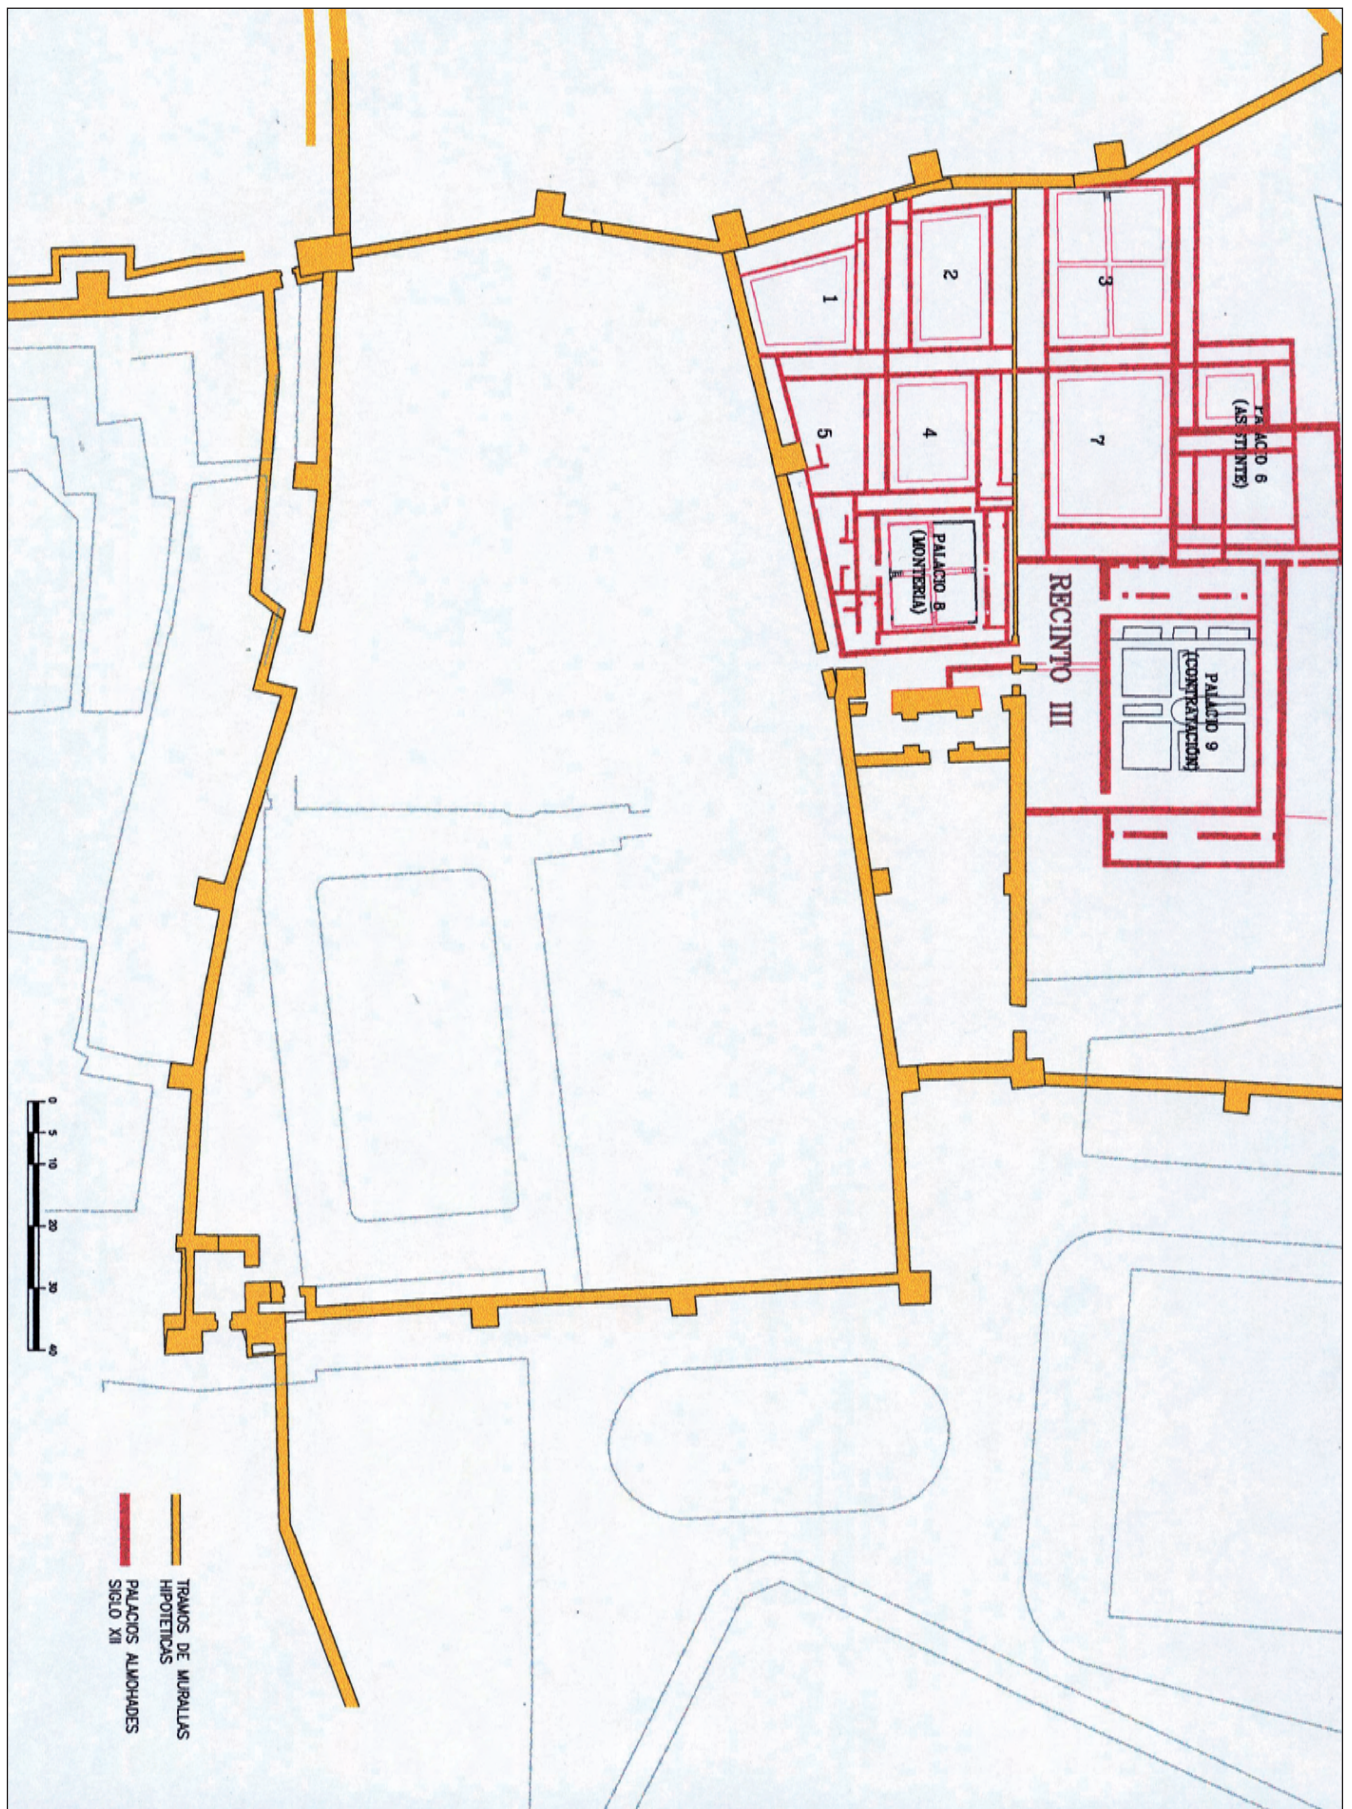 PALACIO 6
(ASISTENTE)
PALACIO 9
(CONTRATACIÓN)
3
7
RECINTO III
2
4
PALACIO 8
(MONTERIA)
1
5
TRAMOS DE MURALLAS
HIPOTETICAS
PALACIOS ALMOHADES
SIGLO XII
0 5 10 20 30 40